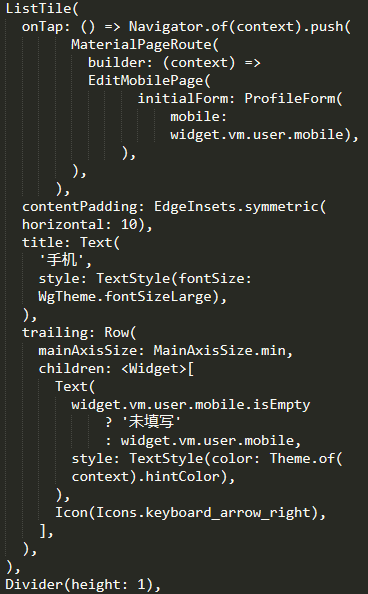 ListTile(
onTap: () => Navigator.of(context).push(
MaterialPageRoute(
builder: (context) =>
EditMobilePage(
initialForm: ProfileForm(
mobile:
widget.vm.user.mobile),
),
),
),
contentPadding: EdgeInsets.symmetric(
horizontal: 10),
title: Text(
'手机',
style: TextStyle(fontSize:
WgTheme.fontSizeLarge),
),
trailing: Row(
mainAxisSize: MainAxisSize.min,
children: <Widget>[
Text(
widget.vm.user.mobile.isEmpty
? '未填写'
: widget.vm.user.mobile,
style: TextStyle(color: Theme.of(
context).hintColor),
),
Icon(Icons.keyboard_arrow_right),
],
),
),
Divider(height: 1),